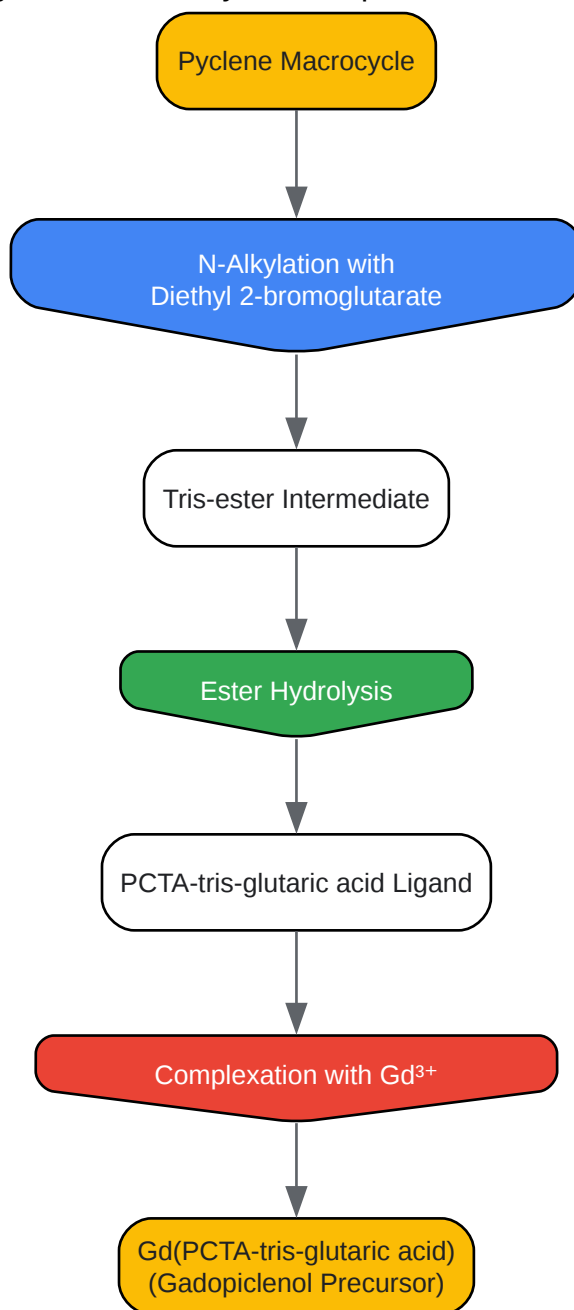 Pyclene Macrocycle
N-Alkylation with
Diethyl 2-bromoglutarate
Tris-ester Intermediate
Ester Hydrolysis
PCTA-tris-glutaric acid Ligand
Complexation with Gd³⁺
Gd(PCTA-tris-glutaric acid)
(Gadopiclenol Precursor)